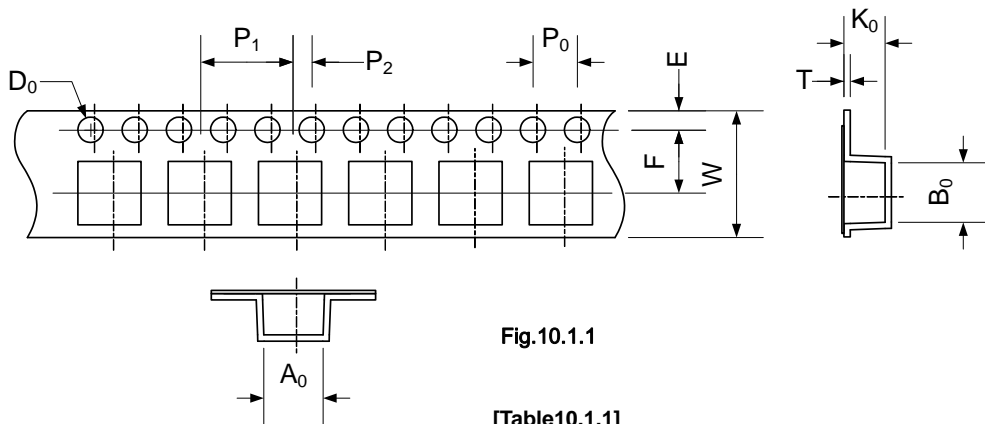 P₁
P₂
P₀
D₀
E
F
W
K₀
T
B₀
A₀
Fig.10.1.1
[Table10.1.1]